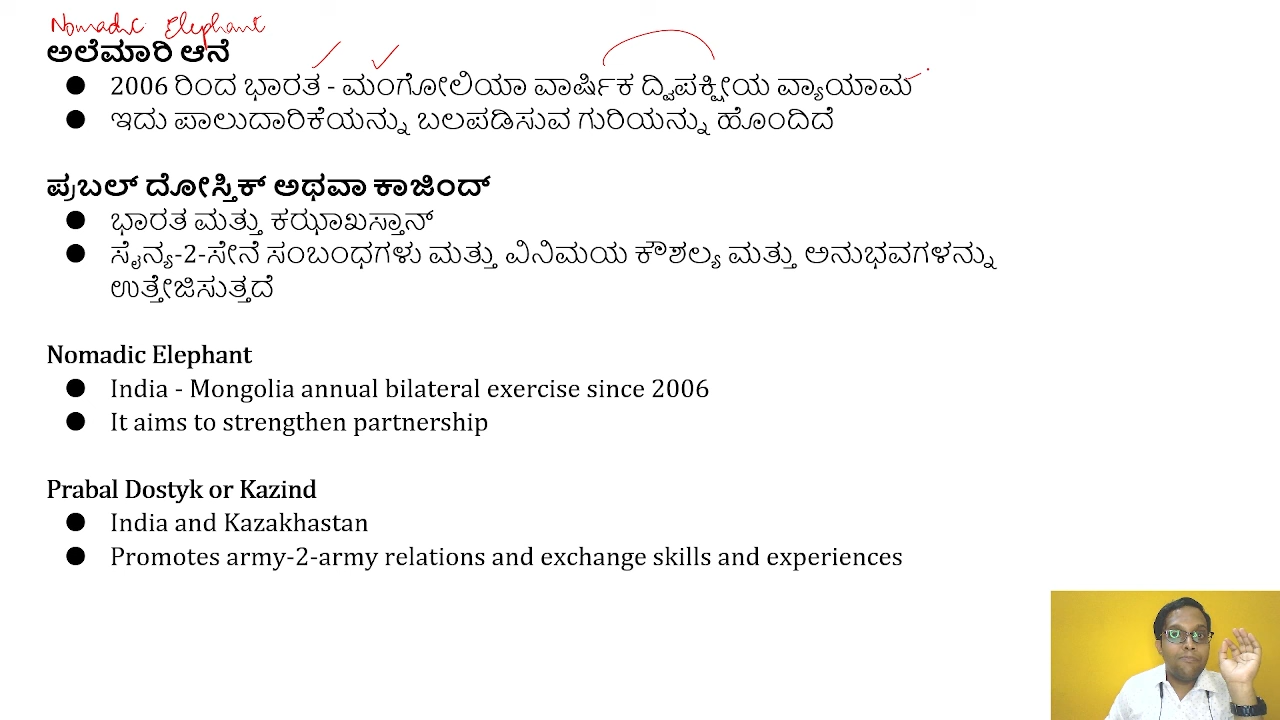 Nomadic Elephant
ಅಲೆಮಾರಿ ಆನೆ
● 2006 ರಿಂದ ಭಾರತ - ಮಂಗೋಲಿಯಾ ವಾರ್ಷಿಕ ದ್ವಿಪಕ್ಷೀಯ ವ್ಯಾಯಾಮ
● ಇದು ಪಾಲುದಾರಿಕೆಯನ್ನು ಬಲಪಡಿಸುವ ಗುರಿಯನ್ನು ಹೊಂದಿದೆ
ಪ್ರಬಲ್ ದೋಸ್ತಿಕ್ ಅಥವಾ ಕಾಜಿಂದ್
● ಭಾರತ ಮತ್ತು ಕಝಾಖಸ್ತಾನ್
● ಸೈನ್ಯ-2-ಸೇನೆ ಸಂಬಂಧಗಳು ಮತ್ತು ವಿನಿಮಯ ಕೌಶಲ್ಯ ಮತ್ತು ಅನುಭವಗಳನ್ನು
ಉತ್ತೇಜಿಸುತ್ತದೆ
Nomadic Elephant
● India - Mongolia annual bilateral exercise since 2006
● It aims to strengthen partnership
Prabal Dostyk or Kazind
● India and Kazakhastan
● Promotes army-2-army relations and exchange skills and experiences